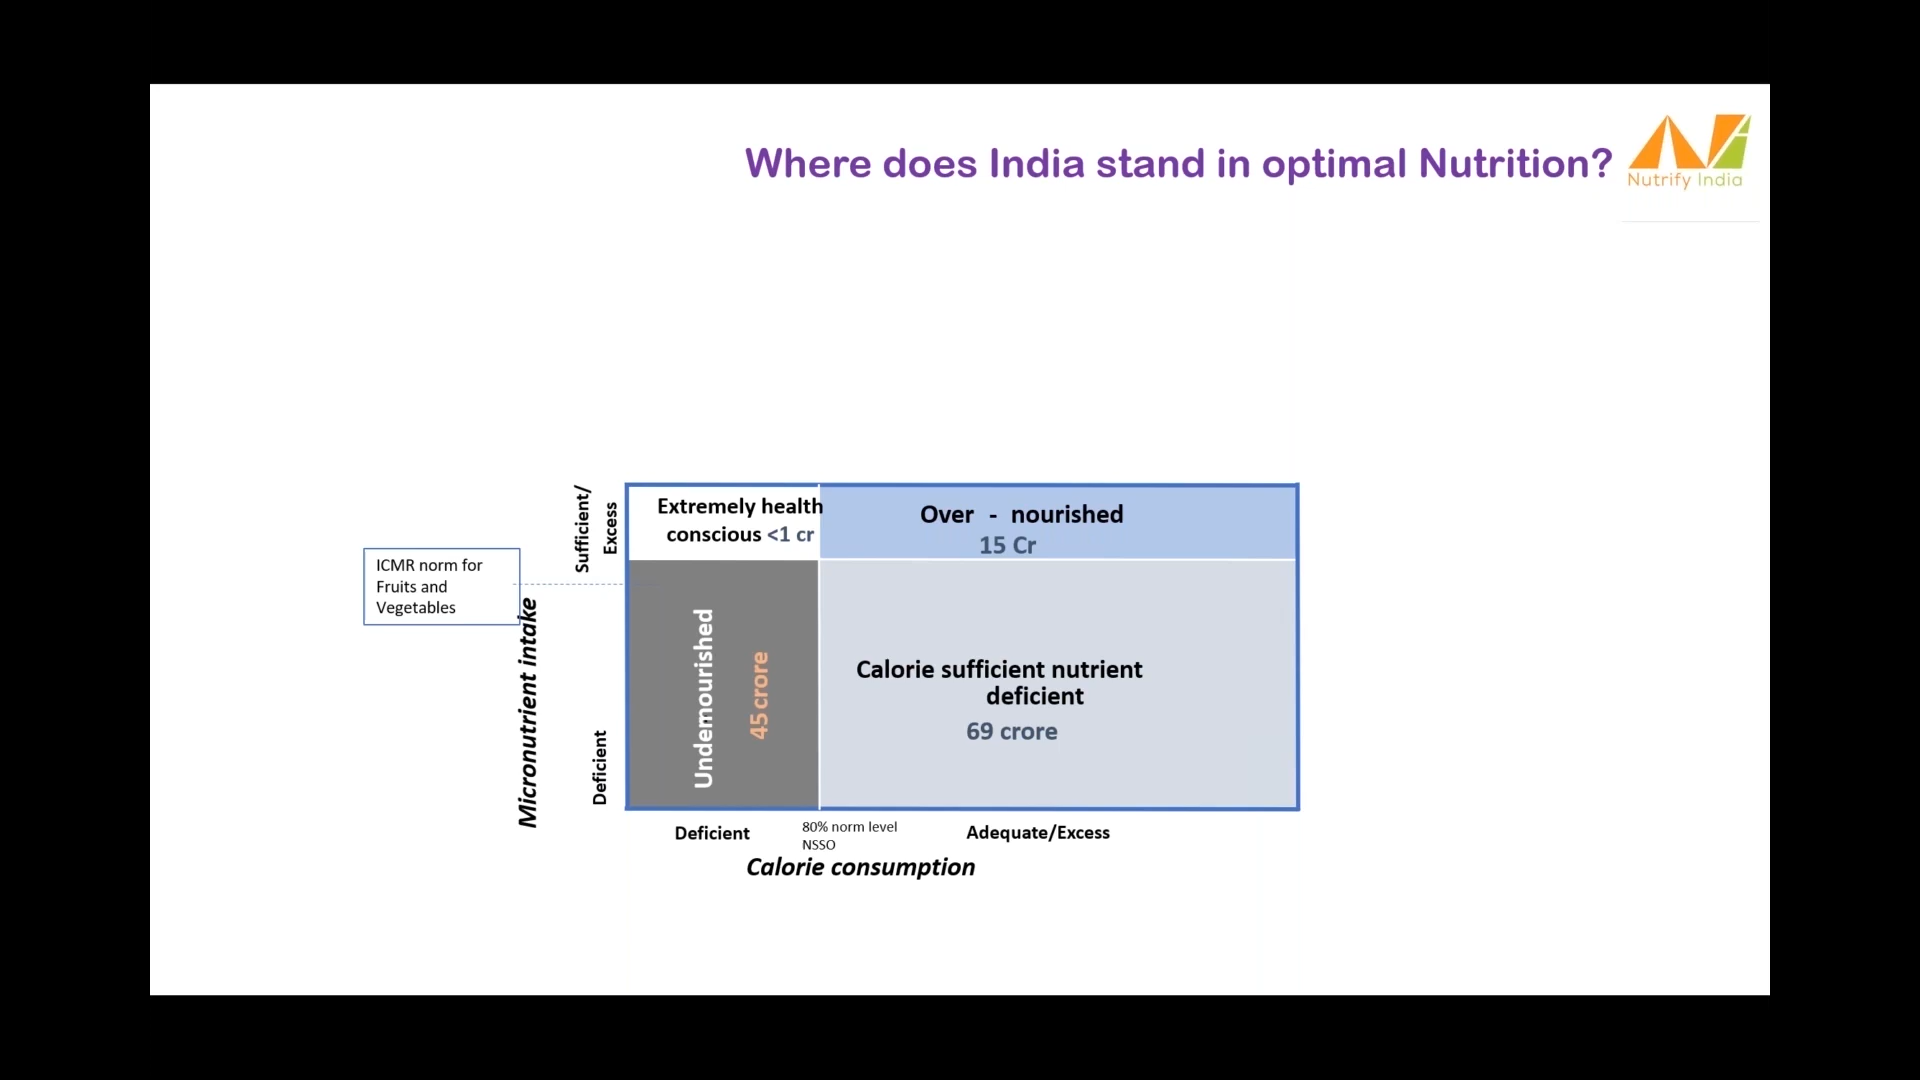 Where does India stand in optimal Nutrition?
Nutrify India
Sufficient/
Excess
Extremely health
conscious <1 cr
Over - nourished
15 Cr
ICMR norm for
Fruits and
Vegetables
Micronutrient intake
Deficient
Undernourished
45 crore
Calorie sufficient nutrient
deficient
69 crore
Deficient
80% norm level
NSSO
Adequate/Excess
Calorie consumption